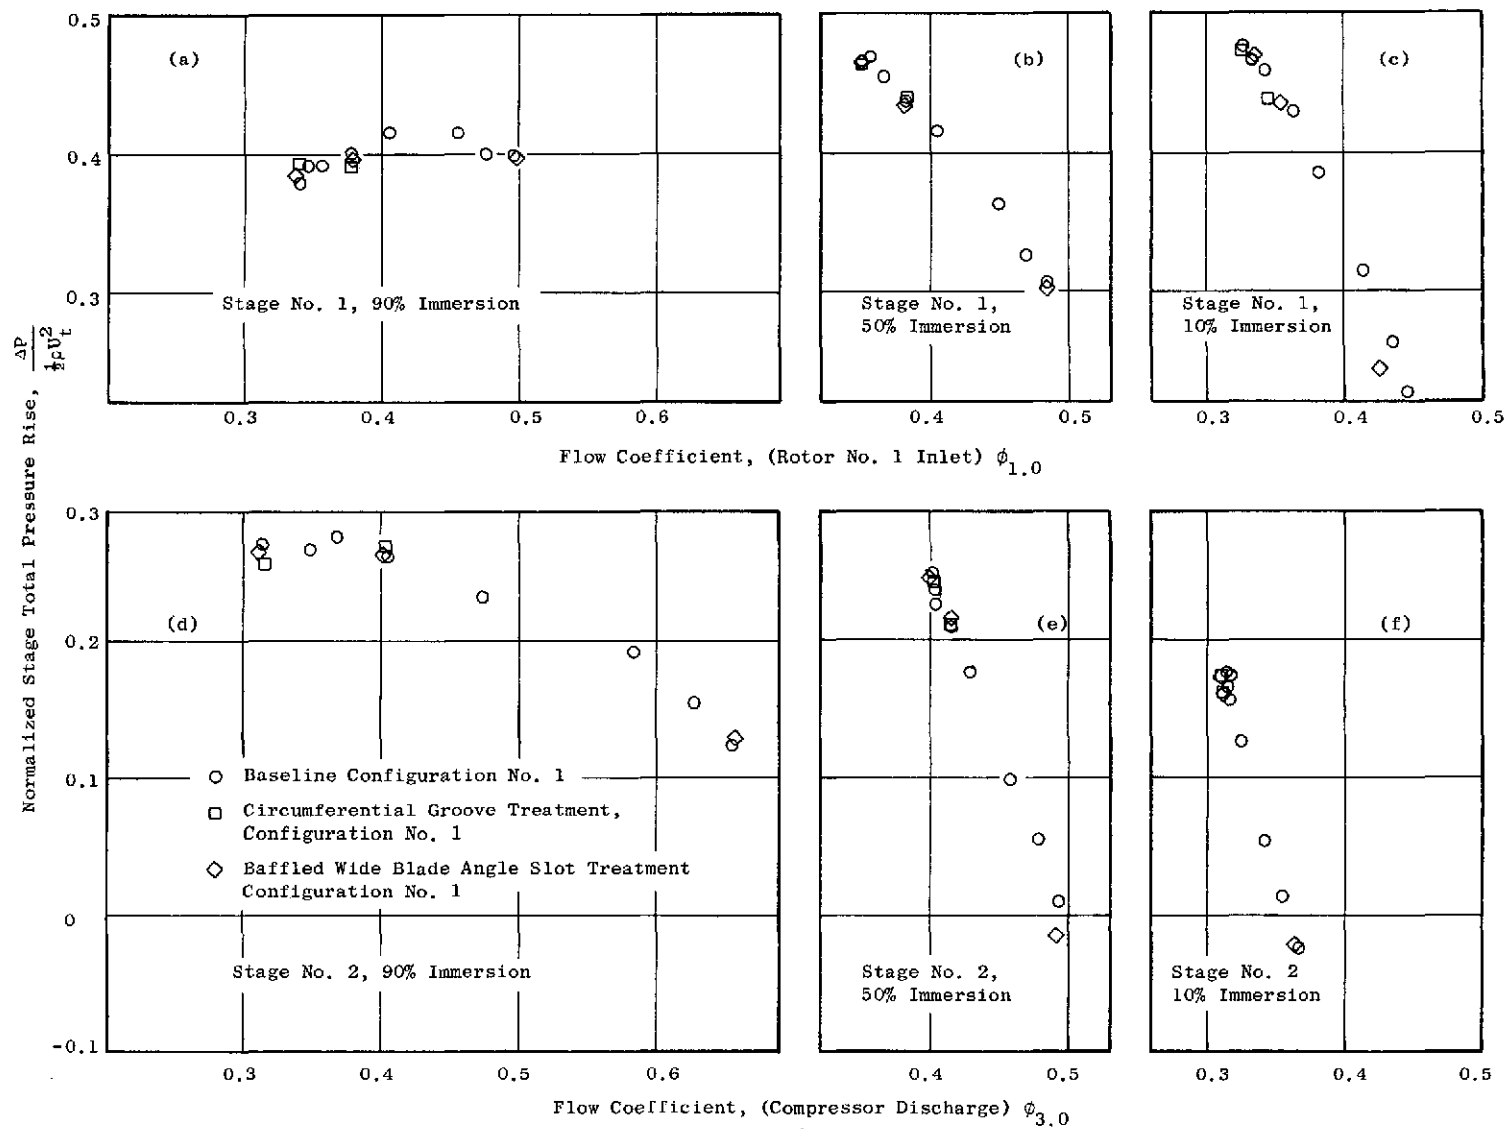 0.5
(a)
(b)
(c)
0.4
0.3
Stage No. 1, 90% Immersion
Stage No. 1,
50% Immersion
Stage No. 1,
10% Immersion
0.3 0.4 0.5 0.6
0.4 0.5
0.3 0.4 0.5
Flow Coefficient, (Rotor No. 1 Inlet) ϕ1.0
Normalized Stage Total Pressure Rise, ΔP / ½ρU²t
0.3
(d)
(e)
(f)
0.2
0.1
Baseline Configuration No. 1
Circumferential Groove Treatment,
Configuration No. 1
Baffled Wide Blade Angle Slot Treatment
Configuration No. 1
0
Stage No. 2, 90% Immersion
Stage No. 2,
50% Immersion
Stage No. 2
10% Immersion
-0.1
0.3 0.4 0.5 0.6
0.4 0.5
0.3 0.4 0.5
Flow Coefficient, (Compressor Discharge) ϕ3.0